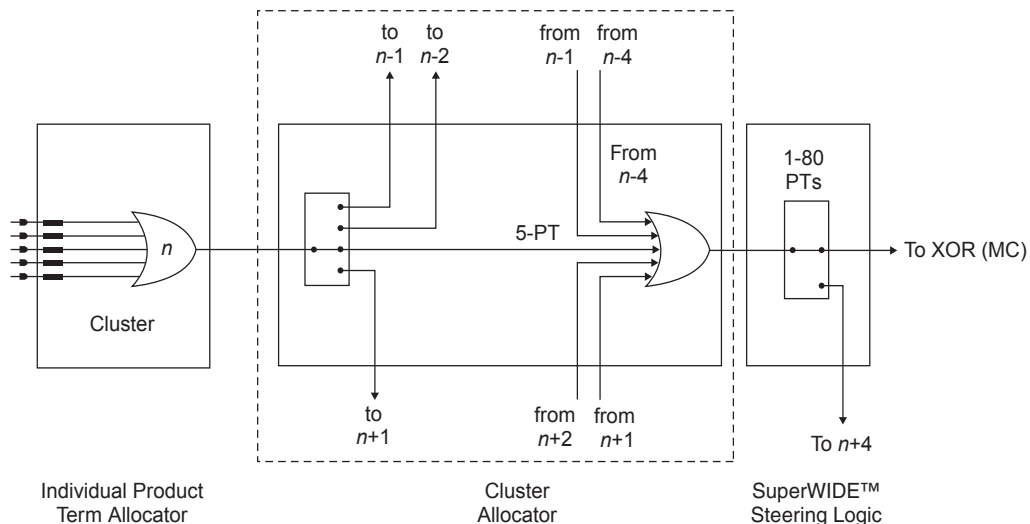 to
n-1
to
n-2
from
n-1
from
n-4
From
n-4
1-80
PTs
n
5-PT
To XOR (MC)
Cluster
to
n+1
from
n+2
from
n+1
To n+4
Individual Product
Term Allocator
Cluster
Allocator
SuperWIDE™
Steering Logic